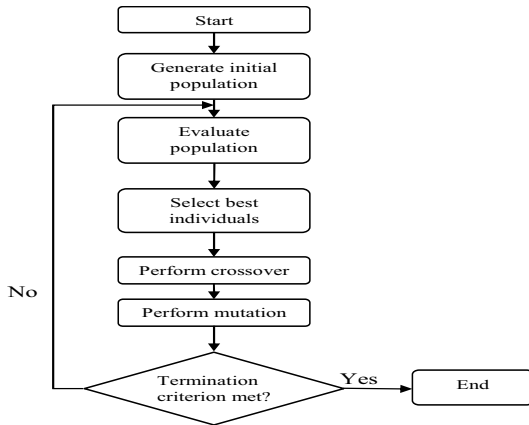 Start
Generate initial
population
Evaluate
population
Select best
individuals
Perform crossover
No
Perform mutation
Termination
criterion met?
Yes
End